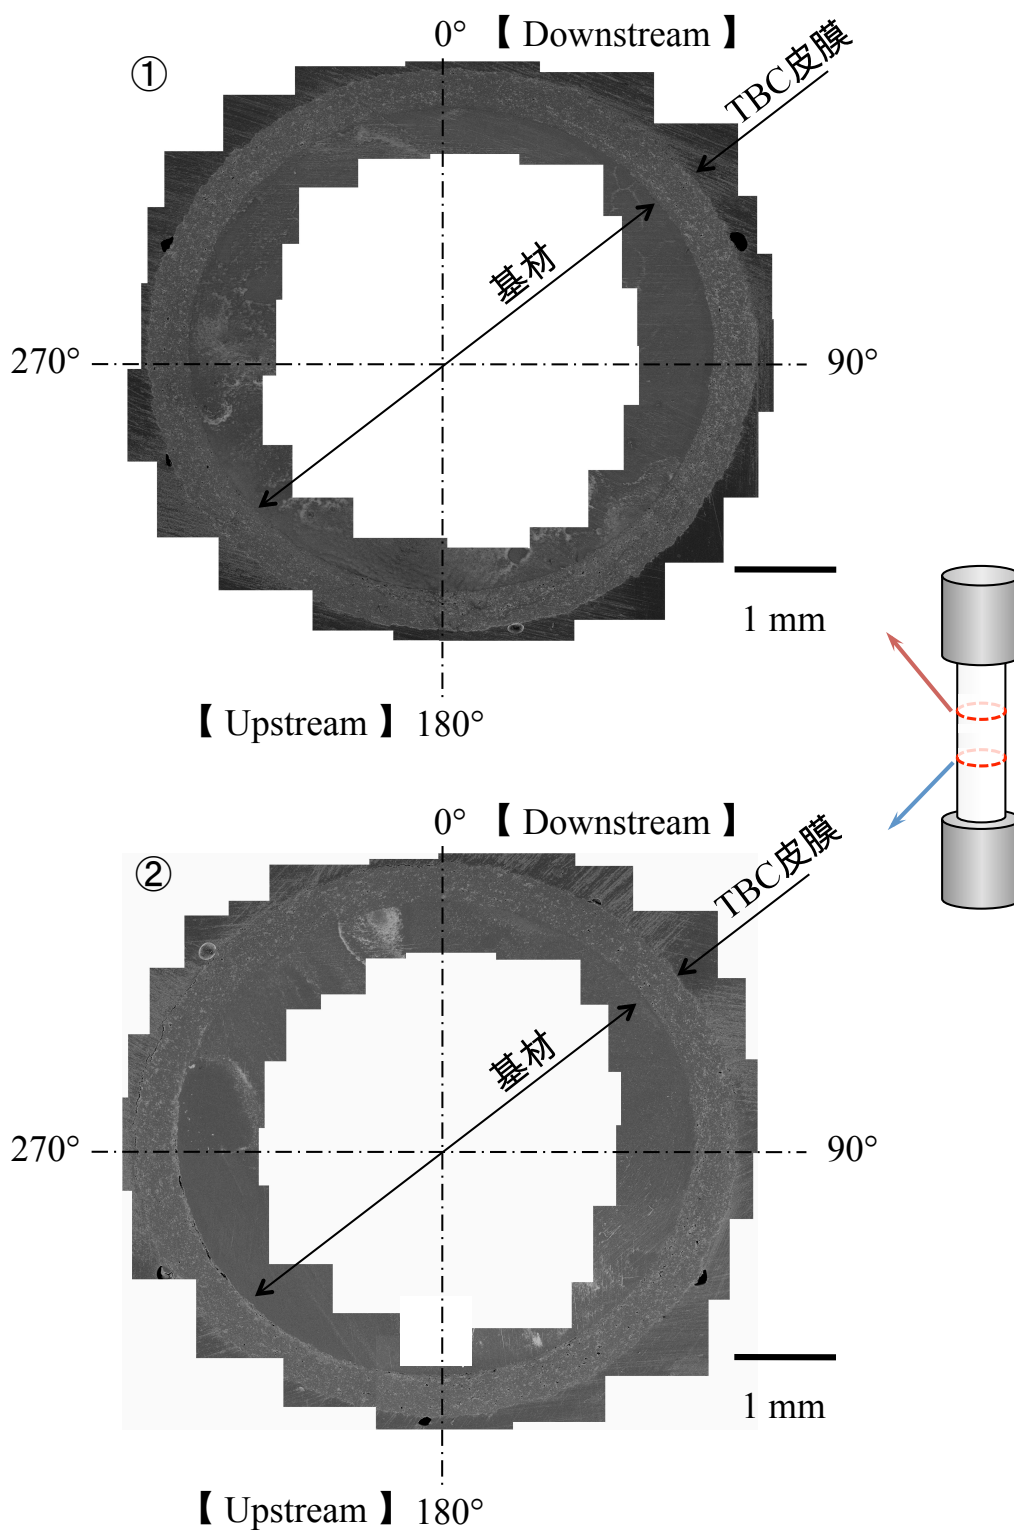 ①
0° 【 Downstream 】
TBC皮膜
基材
270°
90°
1 mm
【 Upstream 】 180°
②
0° 【 Downstream 】
TBC皮膜
基材
270°
90°
1 mm
【 Upstream 】 180°